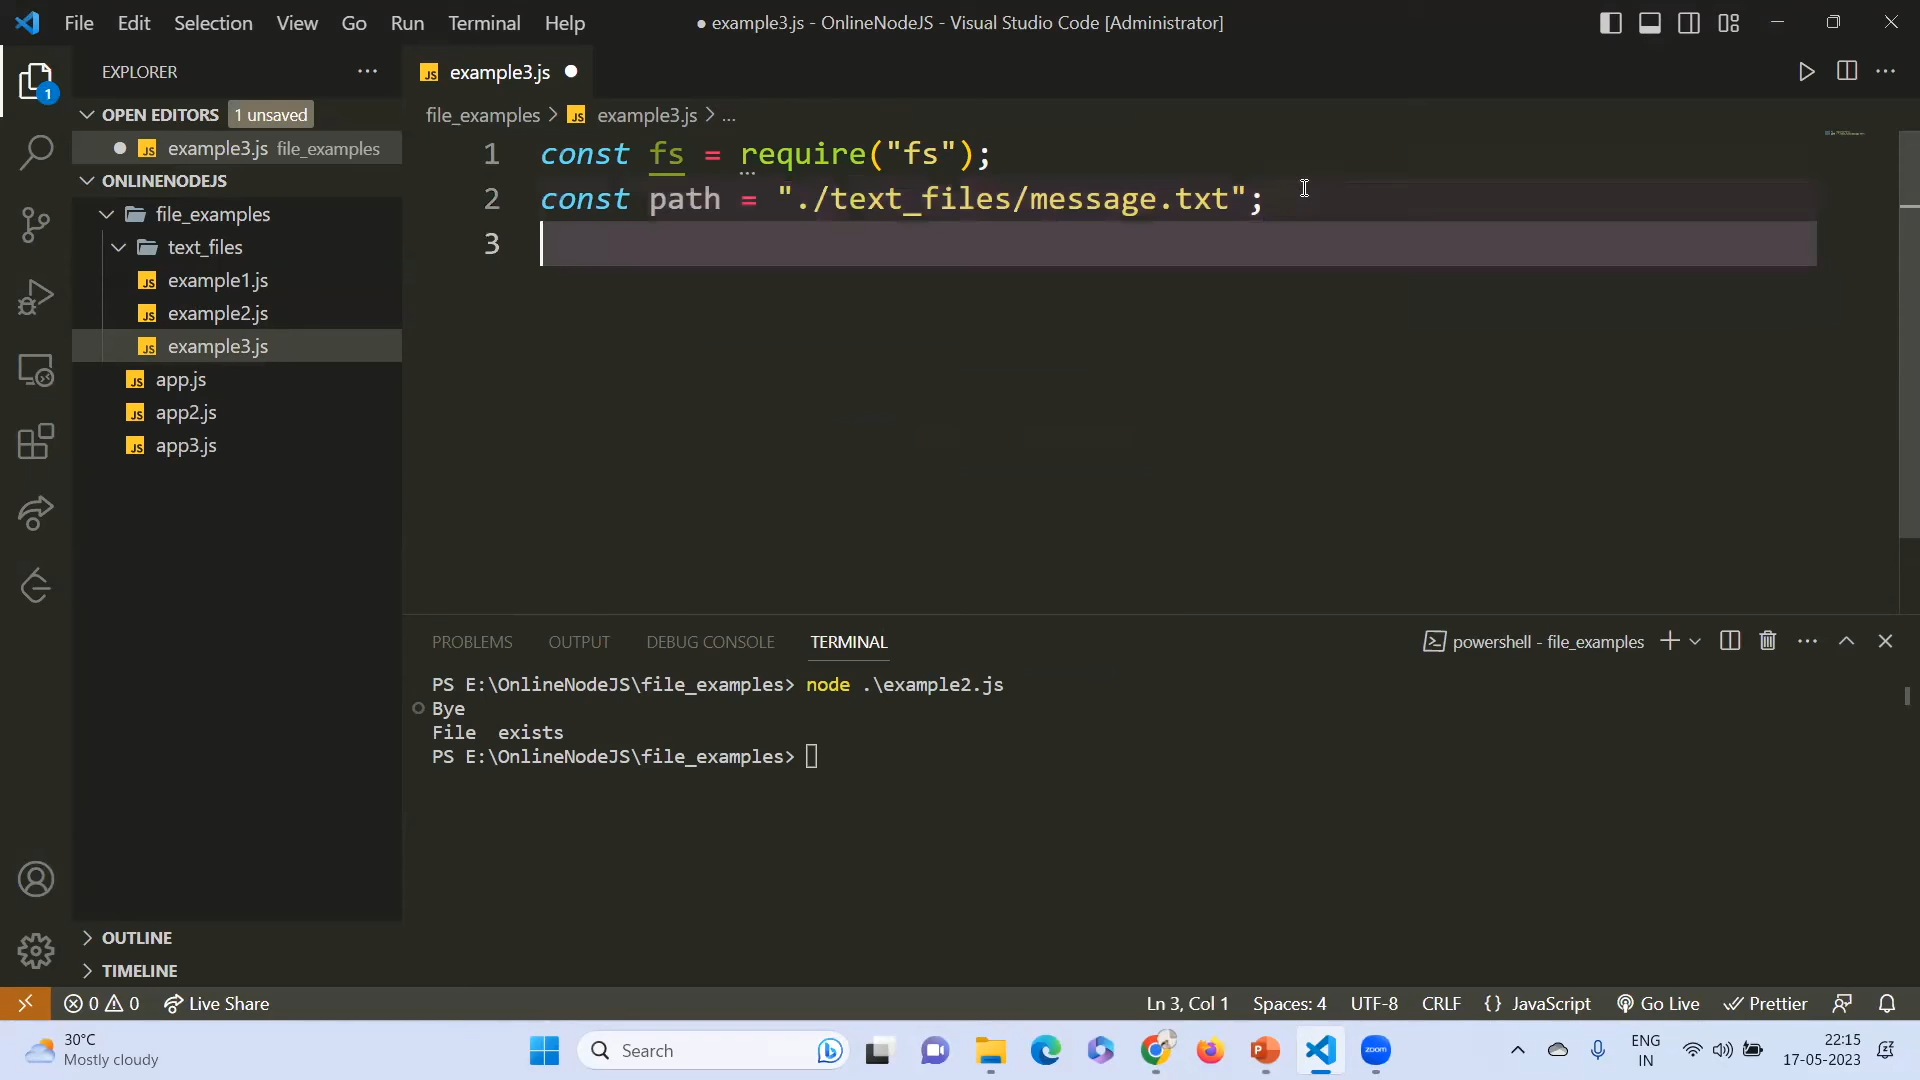 File Edit Selection View Go Run Terminal Help
● example3.js - OnlineNodeJS - Visual Studio Code [Administrator]
EXPLORER
1
OPEN EDITORS 1 unsaved
example3.js file_examples
ONLINENODEJS
file_examples
text_files
JS example1.js
JS example2.js
JS example3.js
JS app.js
JS app2.js
JS app3.js
OUTLINE
TIMELINE
JS example3.js
file_examples > JS example3.js > ...
1 const fs = require("fs");
2 const path = "./text_files/message.txt";
3
PROBLEMS OUTPUT DEBUG CONSOLE TERMINAL
powershell - file_examples
PS E:\OnlineNodeJS\file_examples> node .\example2.js
Bye
File  exists
PS E:\OnlineNodeJS\file_examples>
0 0 Live Share
Ln 3, Col 1 Spaces: 4 UTF-8 CRLF {} JavaScript Go Live Prettier
30°C
Mostly cloudy
Search
zoom
ENG
IN
22:15
17-05-2023